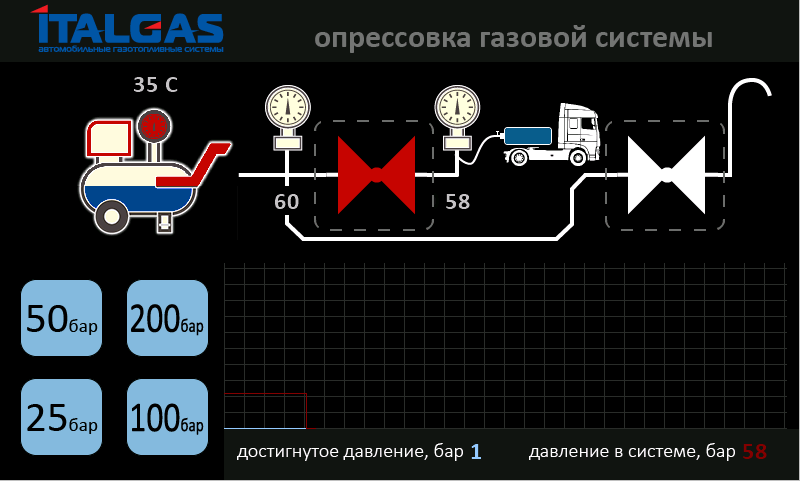 ITALGAS
автомобильные газотопливные системы
опрессовка газовой системы
35 C
60
58
50бар
200бар
25бар
100бар
достигнутое давление, бар 1
давление в системе, бар 58